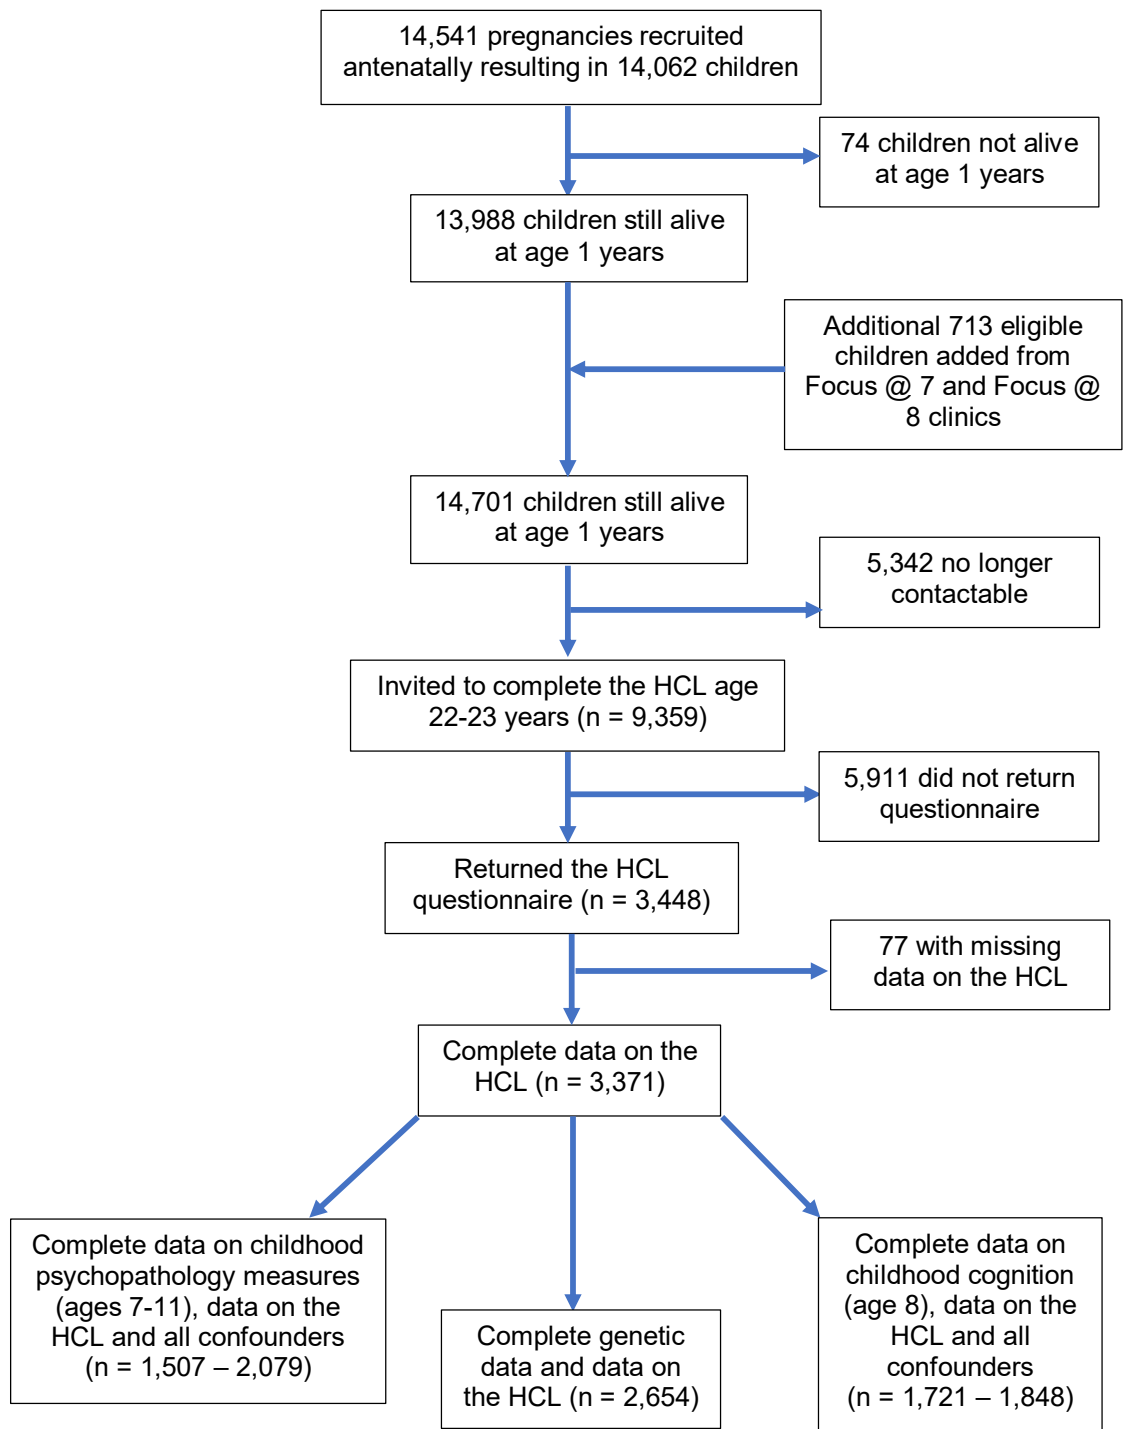 14,541 pregnancies recruited
antenatally resulting in 14,062 children
74 children not alive
at age 1 years
13,988 children still alive
at age 1 years
Additional 713 eligible
children added from
Focus @ 7 and Focus @
8 clinics
14,701 children still alive
at age 1 years
5,342 no longer
contactable
Invited to complete the HCL age
22-23 years (n = 9,359)
5,911 did not return
questionnaire
Returned the HCL
questionnaire (n = 3,448)
77 with missing
data on the HCL
Complete data on the
HCL (n = 3,371)
Complete data on childhood
psychopathology measures
(ages 7-11), data on the
HCL and all confounders
(n = 1,507 – 2,079)
Complete genetic
data and data on
the HCL (n = 2,654)
Complete data on
childhood cognition
(age 8), data on the
HCL and all
confounders
(n = 1,721 – 1,848)